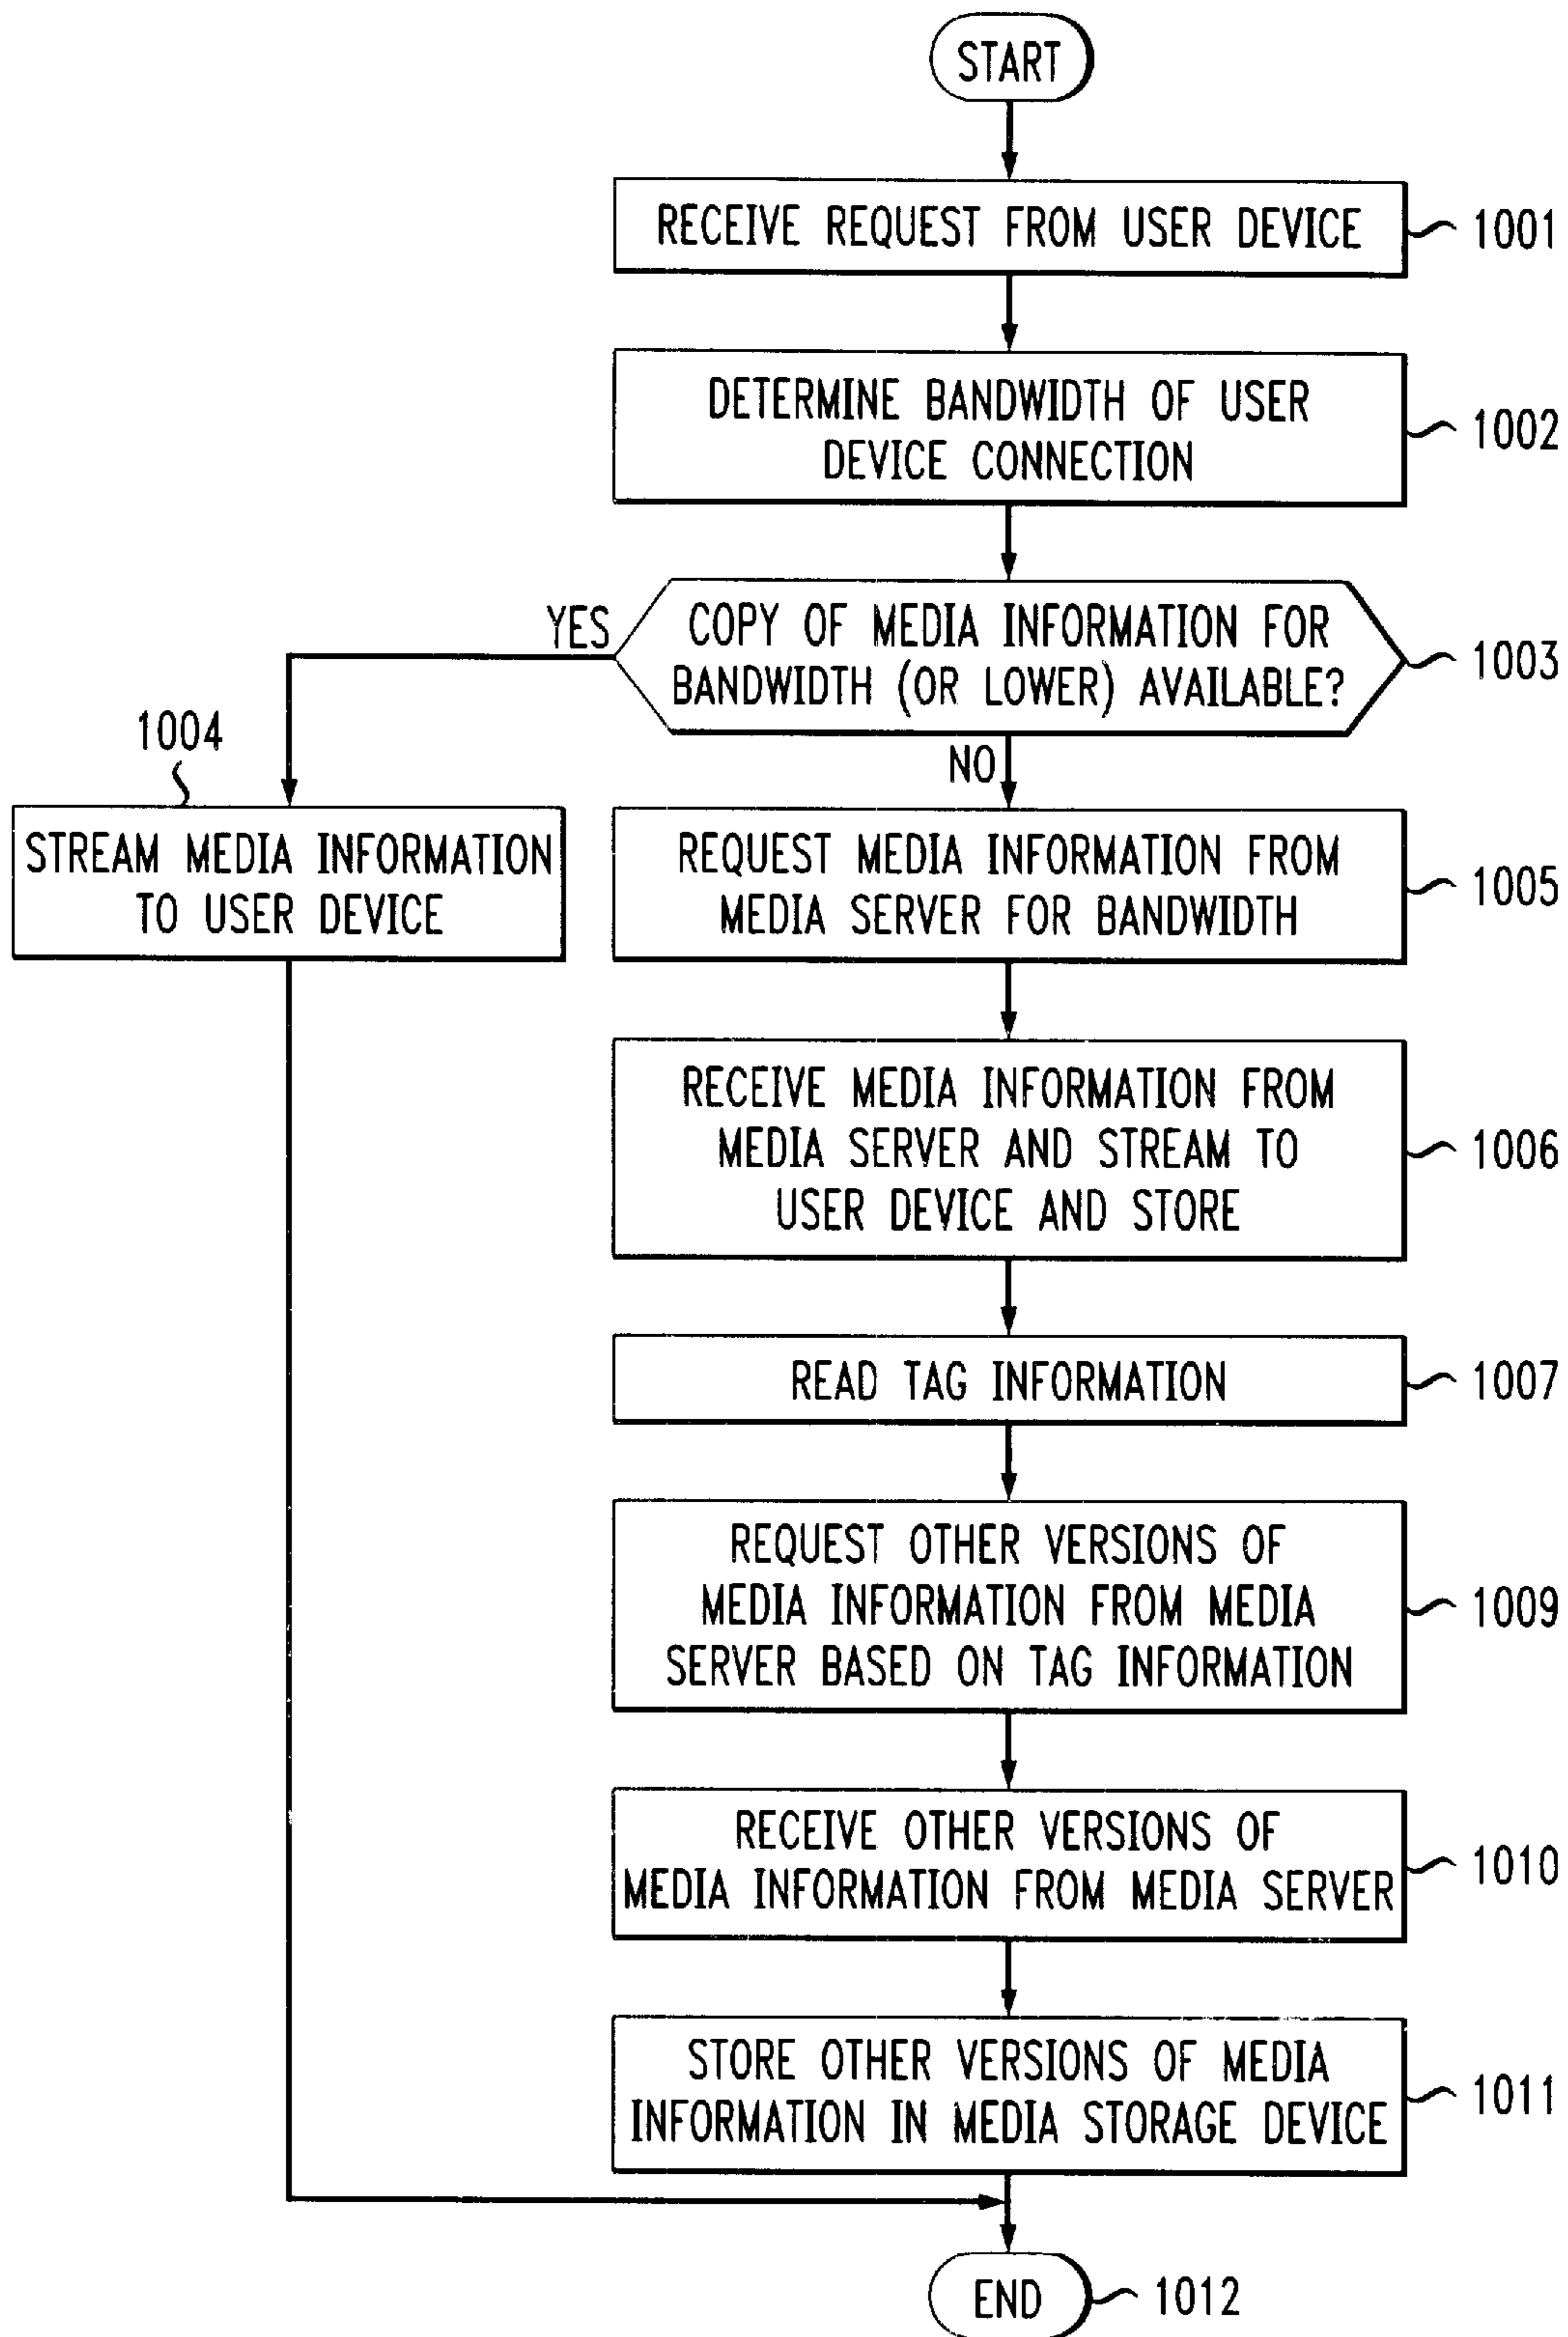 START
RECEIVE REQUEST FROM USER DEVICE
1001
DETERMINE BANDWIDTH OF USER
DEVICE CONNECTION
1002
YES
COPY OF MEDIA INFORMATION FOR
BANDWIDTH (OR LOWER) AVAILABLE?
1003
NO
1004
STREAM MEDIA INFORMATION
TO USER DEVICE
REQUEST MEDIA INFORMATION FROM
MEDIA SERVER FOR BANDWIDTH
1005
RECEIVE MEDIA INFORMATION FROM
MEDIA SERVER AND STREAM TO
USER DEVICE AND STORE
1006
READ TAG INFORMATION
1007
REQUEST OTHER VERSIONS OF
MEDIA INFORMATION FROM MEDIA
SERVER BASED ON TAG INFORMATION
1009
RECEIVE OTHER VERSIONS OF
MEDIA INFORMATION FROM MEDIA SERVER
1010
STORE OTHER VERSIONS OF MEDIA
INFORMATION IN MEDIA STORAGE DEVICE
1011
END
1012